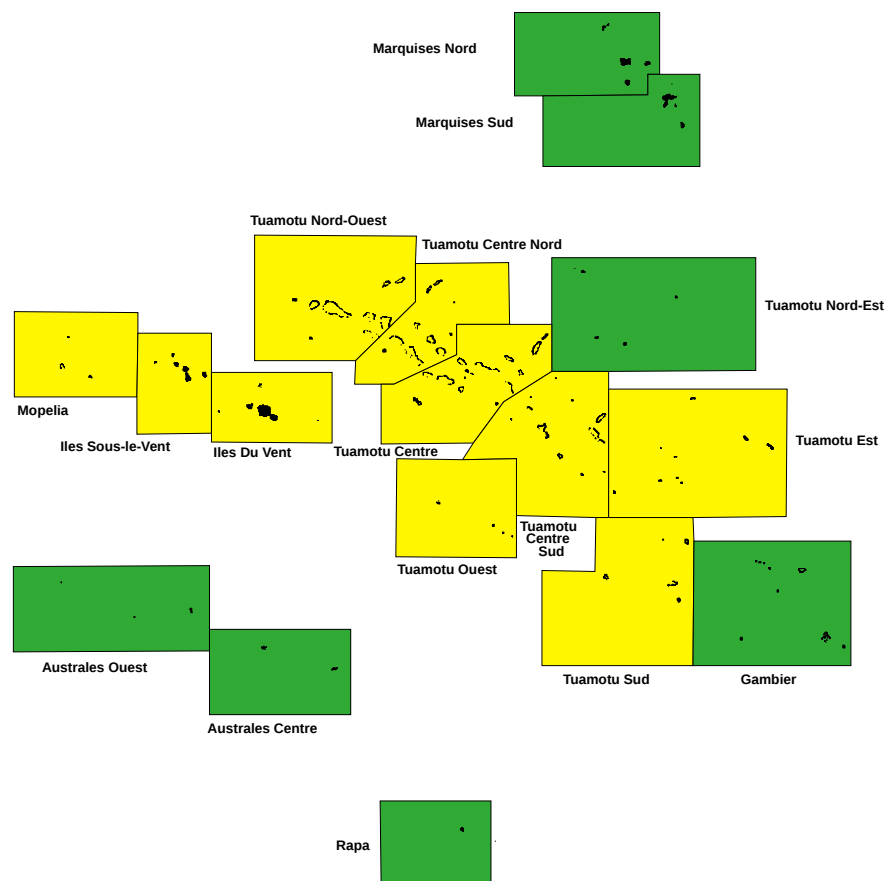 Marquises Nord
Marquises Sud
Tuamotu Nord-Ouest
Tuamotu Centre Nord
Tuamotu Nord-Est
Mopelia
Iles Sous-le-Vent
Iles Du Vent
Tuamotu Centre
Tuamotu Est
Tuamotu
Centre
Sud
Tuamotu Ouest
Australes Ouest
Tuamotu Sud
Gambier
Australes Centre
Rapa